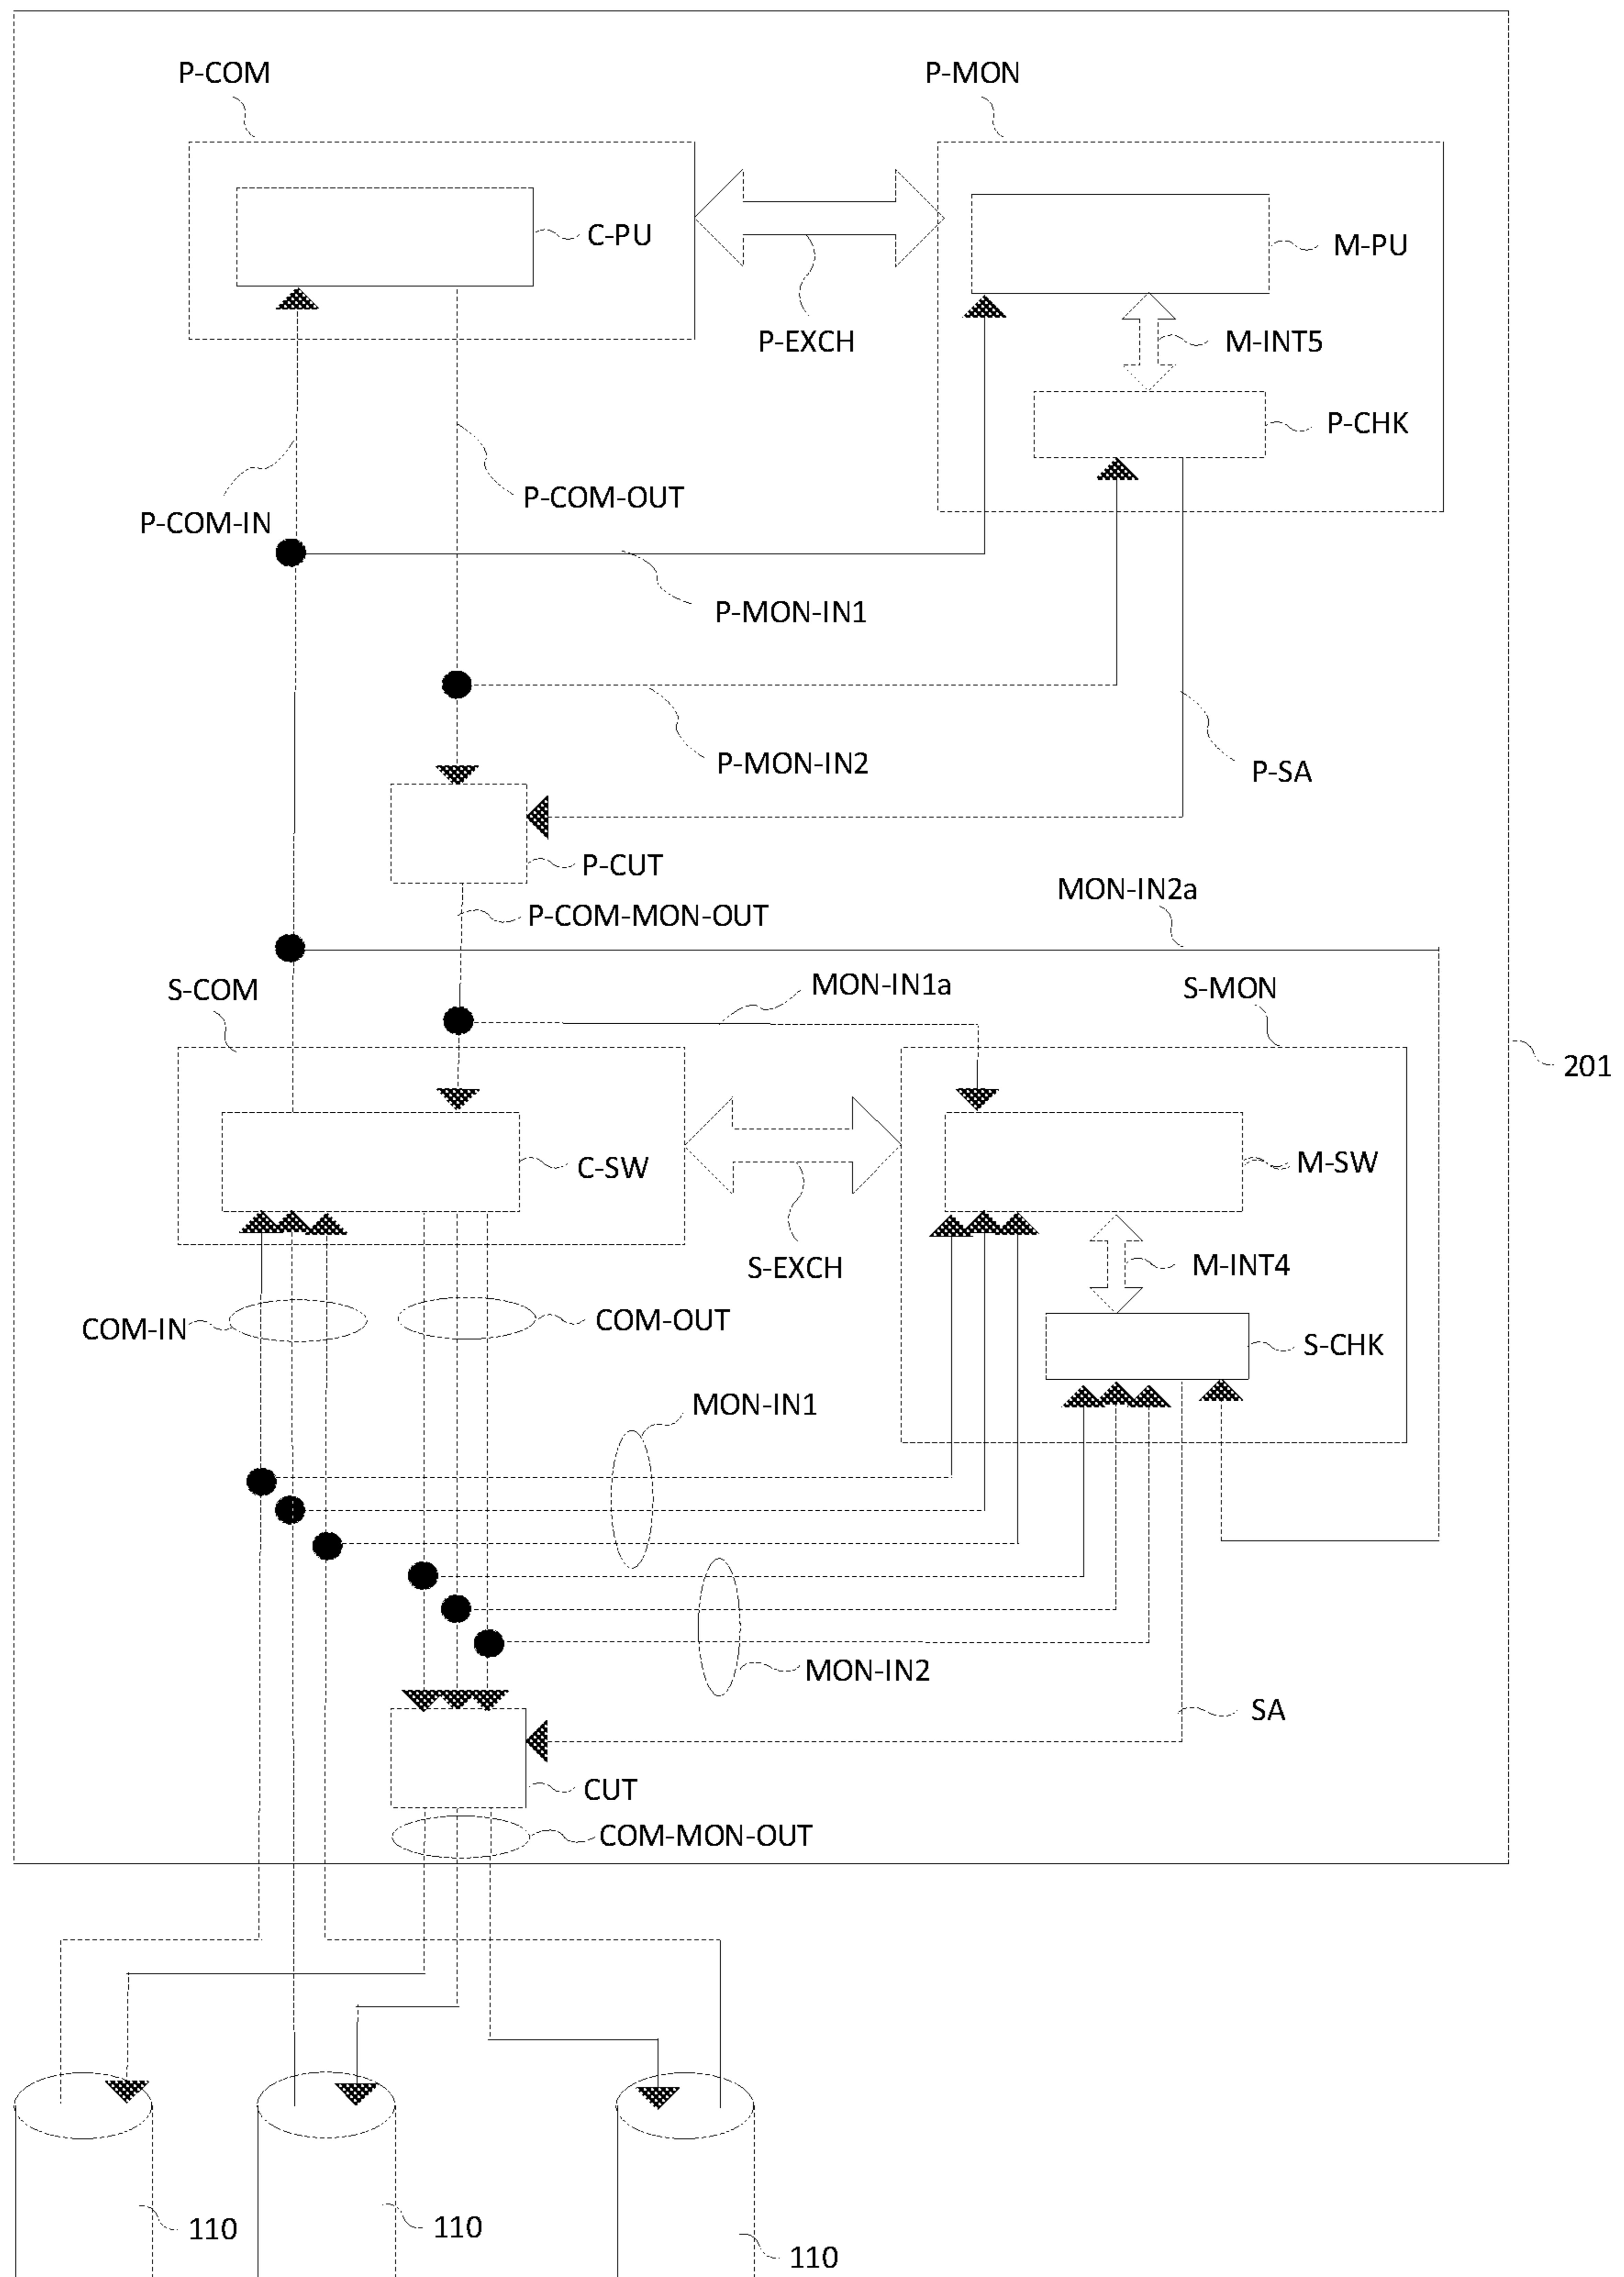 P-COM
P-MON
C-PU
M-PU
P-EXCH
M-INT5
P-CHK
P-COM-OUT
P-COM-IN
P-MON-IN1
P-MON-IN2
P-SA
P-CUT
MON-IN2a
P-COM-MON-OUT
S-COM
MON-IN1a
S-MON
201
C-SW
M-SW
S-EXCH
M-INT4
COM-IN
COM-OUT
S-CHK
MON-IN1
MON-IN2
SA
CUT
COM-MON-OUT
110
110
110